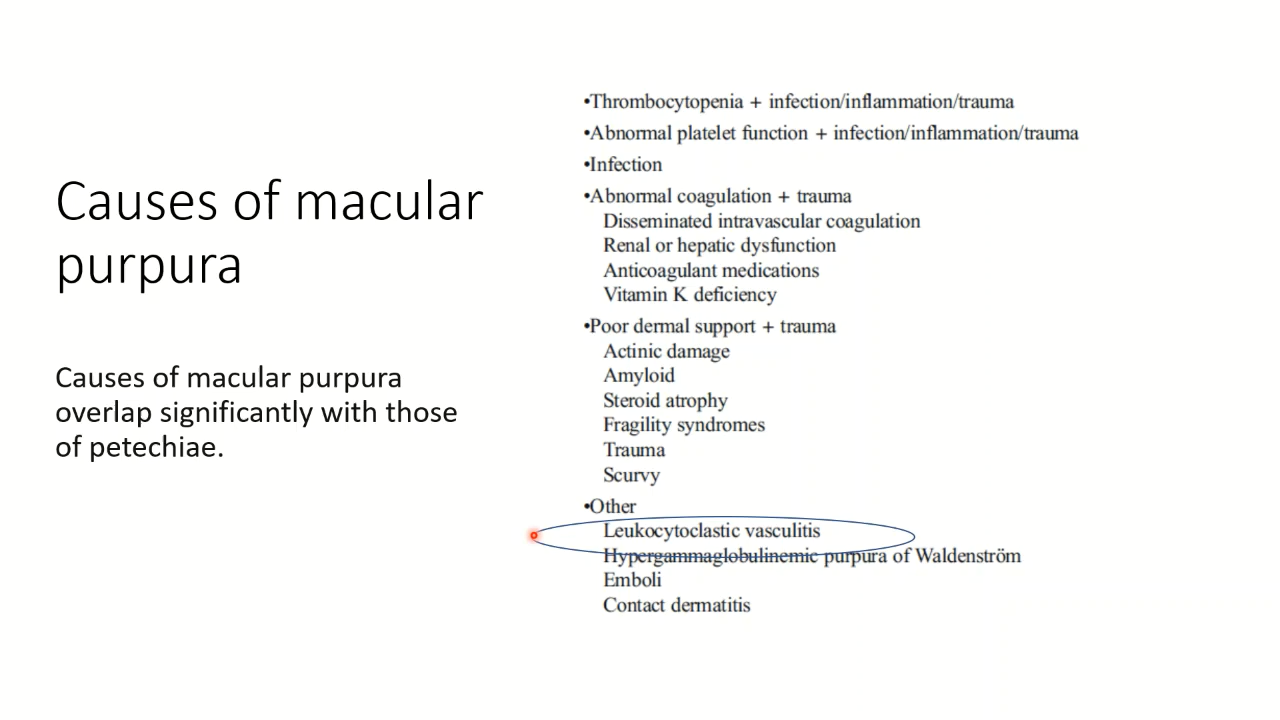 Causes of macular
purpura
Causes of macular purpura
overlap significantly with those
of petechiae.
•Thrombocytopenia + infection/inflammation/trauma
•Abnormal platelet function + infection/inflammation/trauma
•Infection
•Abnormal coagulation + trauma
Disseminated intravascular coagulation
Renal or hepatic dysfunction
Anticoagulant medications
Vitamin K deficiency
•Poor dermal support + trauma
Actinic damage
Amyloid
Steroid atrophy
Fragility syndromes
Trauma
Scurvy
•Other
Leukocytoclastic vasculitis
Hypergammaglobulinemic purpura of Waldenström
Emboli
Contact dermatitis